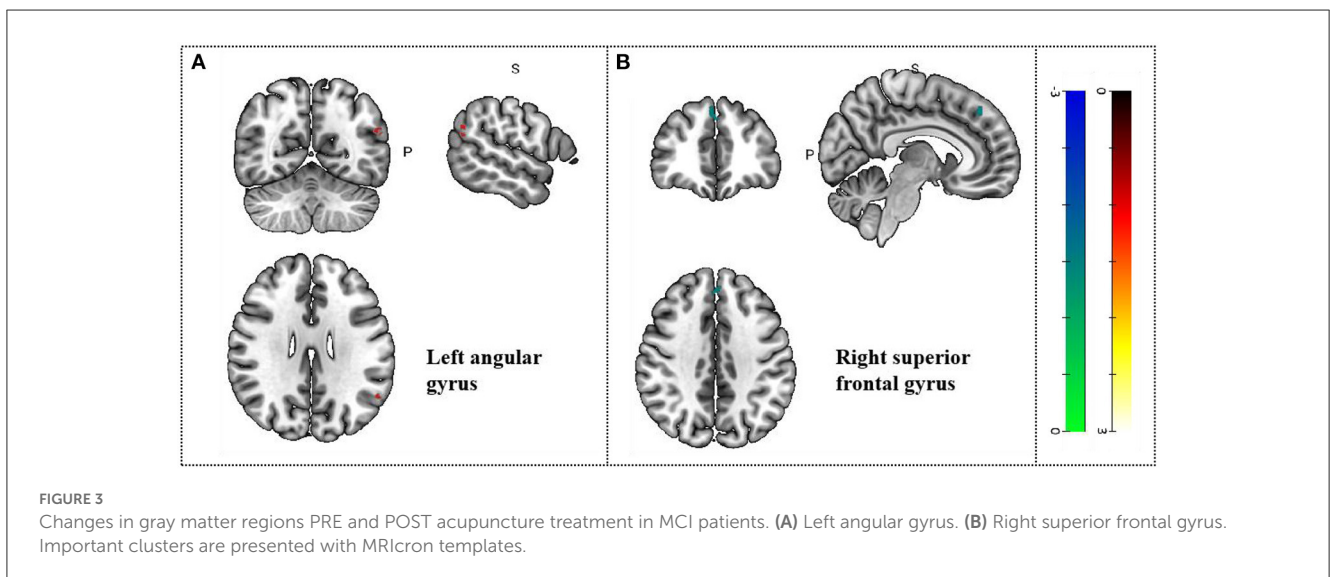 A
S
P
Left angular
gyrus
B
S
P
Right superior
frontal gyrus
-3
0
0
3
FIGURE 3
Changes in gray matter regions PRE and POST acupuncture treatment in MCI patients. (A) Left angular gyrus. (B) Right superior frontal gyrus.
Important clusters are presented with MRIcron templates.